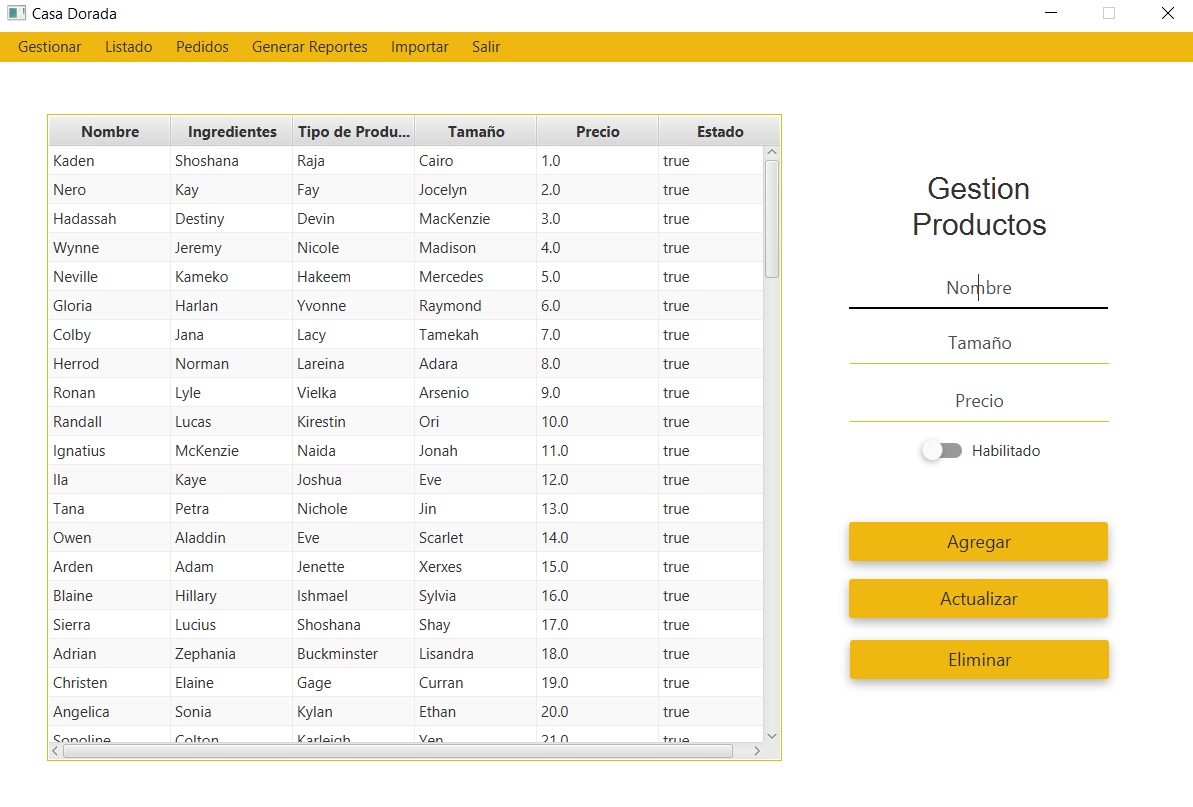 Casa Dorada
Gestionar Listado Pedidos Generar Reportes Importar Salir
Nombre Ingredientes Tipo de Produ... Tamaño Precio Estado
Kaden Shoshana Raja Cairo 1.0 true
Nero Kay Fay Jocelyn 2.0 true
Hadassah Destiny Devin MacKenzie 3.0 true
Wynne Jeremy Nicole Madison 4.0 true
Neville Kameko Hakeem Mercedes 5.0 true
Gloria Harlan Yvonne Raymond 6.0 true
Colby Jana Lacy Tamekah 7.0 true
Herrod Norman Lareina Adara 8.0 true
Ronan Lyle Vielka Arsenio 9.0 true
Randall Lucas Kirestin Ori 10.0 true
Ignatius McKenzie Naida Jonah 11.0 true
Ila Kaye Joshua Eve 12.0 true
Tana Petra Nichole Jin 13.0 true
Owen Aladdin Eve Scarlet 14.0 true
Arden Adam Jenette Xerxes 15.0 true
Blaine Hillary Ishmael Sylvia 16.0 true
Sierra Lucius Shoshana Shay 17.0 true
Adrian Zephania Buckminster Lisandra 18.0 true
Christen Elaine Gage Curran 19.0 true
Angelica Sonia Kylan Ethan 20.0 true
Sopoline Colton Karleigh Yen 21.0 true
Gestion
Productos
Nombre
Tamaño
Precio
Habilitado
Agregar
Actualizar
Eliminar